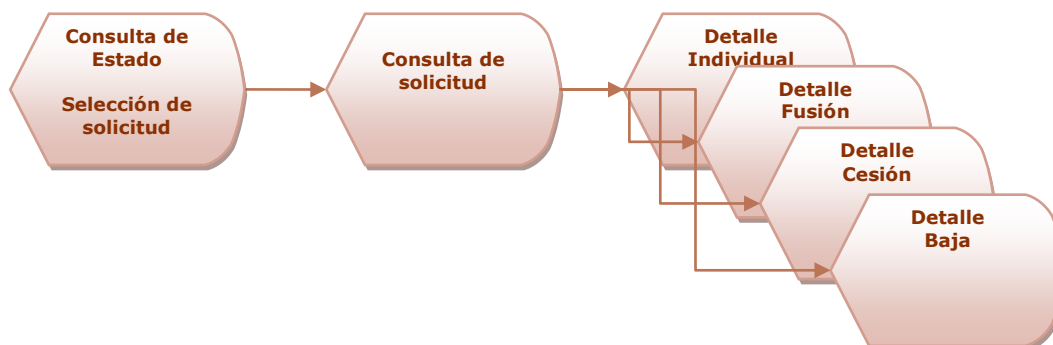 Consulta de
Estado
Selección de
solicitud
Consulta de
solicitud
Detalle
Individual
Detalle
Fusión
Detalle
Cesión
Detalle
Baja